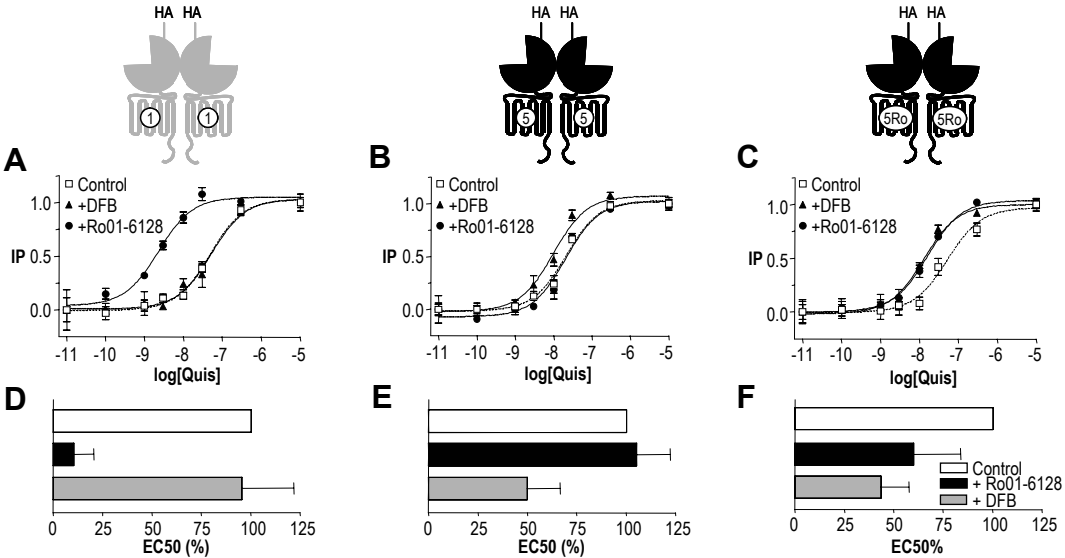 HA HA
HA HA
HA HA
1 1
5 5
5Ro 5Ro
A
Control
+DFB
+Ro01-6128
IP
1.0
0.5
0.0
-11 -10 -9 -8 -7 -6 -5
log[Quis]
B
Control
+DFB
+Ro01-6128
IP
1.0
0.5
0.0
-11 -10 -9 -8 -7 -6 -5
log[Quis]
C
Control
+DFB
+Ro01-6128
IP
1.0
0.5
0.0
-11 -10 -9 -8 -7 -6 -5
log[Quis]
D
0 25 50 75 100 125
EC50 (%)
E
0 25 50 75 100 125
EC50 (%)
F
Control
+ Ro01-6128
+ DFB
0 25 50 75 100 125
EC50%